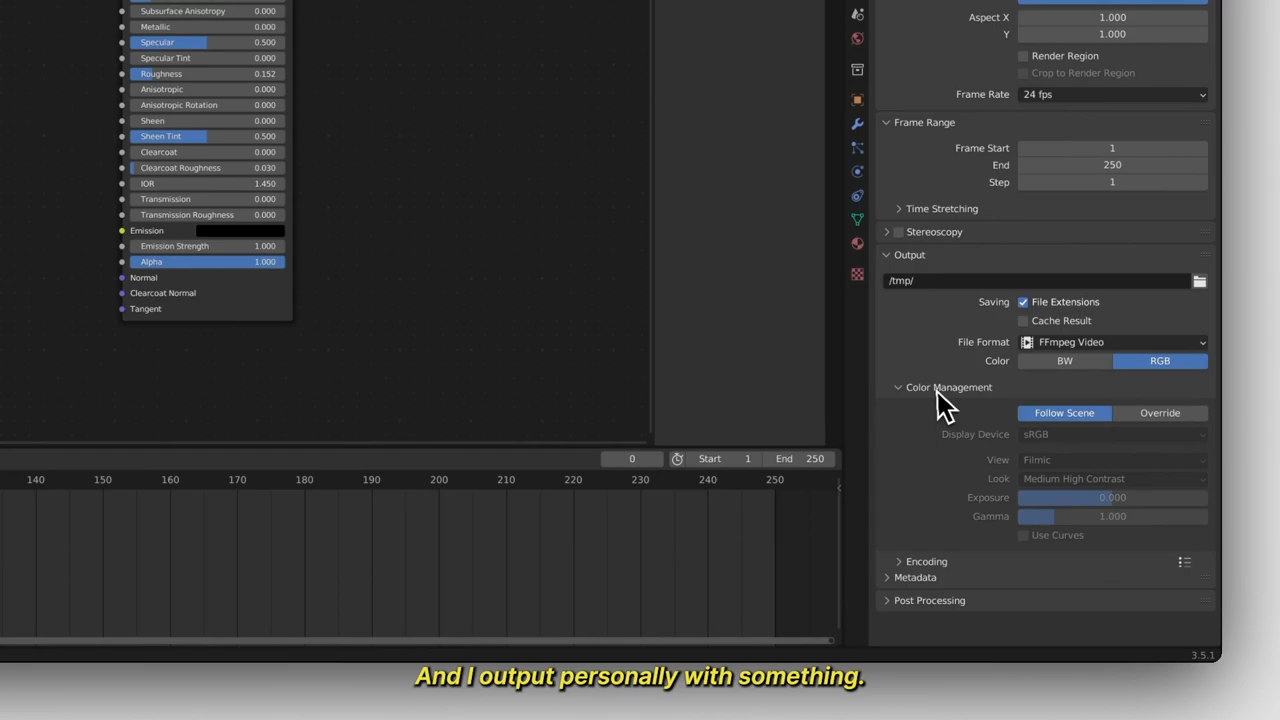 Subsurface Anisotropy 0.000
Metallic 0.000
Specular 0.500
Specular Tint 0.000
Roughness 0.152
Anisotropic 0.000
Anisotropic Rotation 0.000
Sheen 0.000
Sheen Tint 0.500
Clearcoat 0.000
Clearcoat Roughness 0.030
IOR 1.450
Transmission 0.000
Transmission Roughness 0.000
Emission
Emission Strength 1.000
Alpha 1.000
Normal
Clearcoat Normal
Tangent
0 Start 1 End 250
140 150 160 170 180 190 200 210 220 230 240 250
Aspect X 1.000
Y 1.000
Render Region
Crop to Render Region
Frame Rate 24 fps
Frame Range
Frame Start 1
End 250
Step 1
Time Stretching
Stereoscopy
Output
/tmp/
Saving File Extensions
Cache Result
File Format FFmpeg Video
Color BW RGB
Color Management
Follow Scene Override
Display Device sRGB
View Filmic
Look Medium High Contrast
Exposure 0.000
Gamma 1.000
Use Curves
Encoding
Metadata
Post Processing
3.5.1
And I output personally with something.